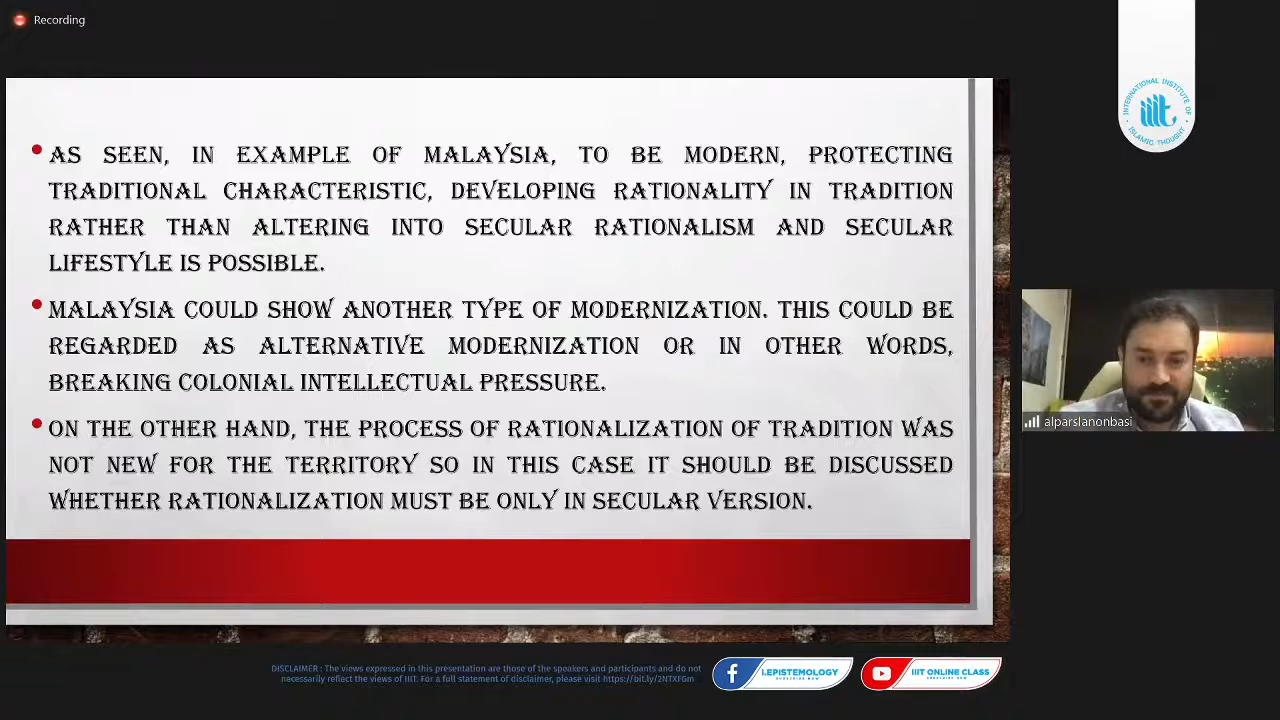 Recording
INTERNATIONAL INSTITUTE OF ISLAMIC THOUGHT
iiit
AS SEEN, IN EXAMPLE OF MALAYSIA, TO BE MODERN, PROTECTING
TRADITIONAL CHARACTERISTIC, DEVELOPING RATIONALITY IN TRADITION
RATHER THAN ALTERING INTO SECULAR RATIONALISM AND SECULAR
LIFESTYLE IS POSSIBLE.
MALAYSIA COULD SHOW ANOTHER TYPE OF MODERNIZATION. THIS COULD BE
REGARDED AS ALTERNATIVE MODERNIZATION OR IN OTHER WORDS,
BREAKING COLONIAL INTELLECTUAL PRESSURE.
ON THE OTHER HAND, THE PROCESS OF RATIONALIZATION OF TRADITION WAS
NOT NEW FOR THE TERRITORY SO IN THIS CASE IT SHOULD BE DISCUSSED
WHETHER RATIONALIZATION MUST BE ONLY IN SECULAR VERSION.
alparslanonbasi
DISCLAIMER : The views expressed in this presentation are those of the speakers and participants and do not
necessarily reflect the views of IIIT. For a full statement of disclaimer, please visit https://bit.ly/2NTXFGm
I.EPISTEMOLOGY
SUBSCRIBE NOW
IIIT ONLINE CLASS
SUBSCRIBE NOW